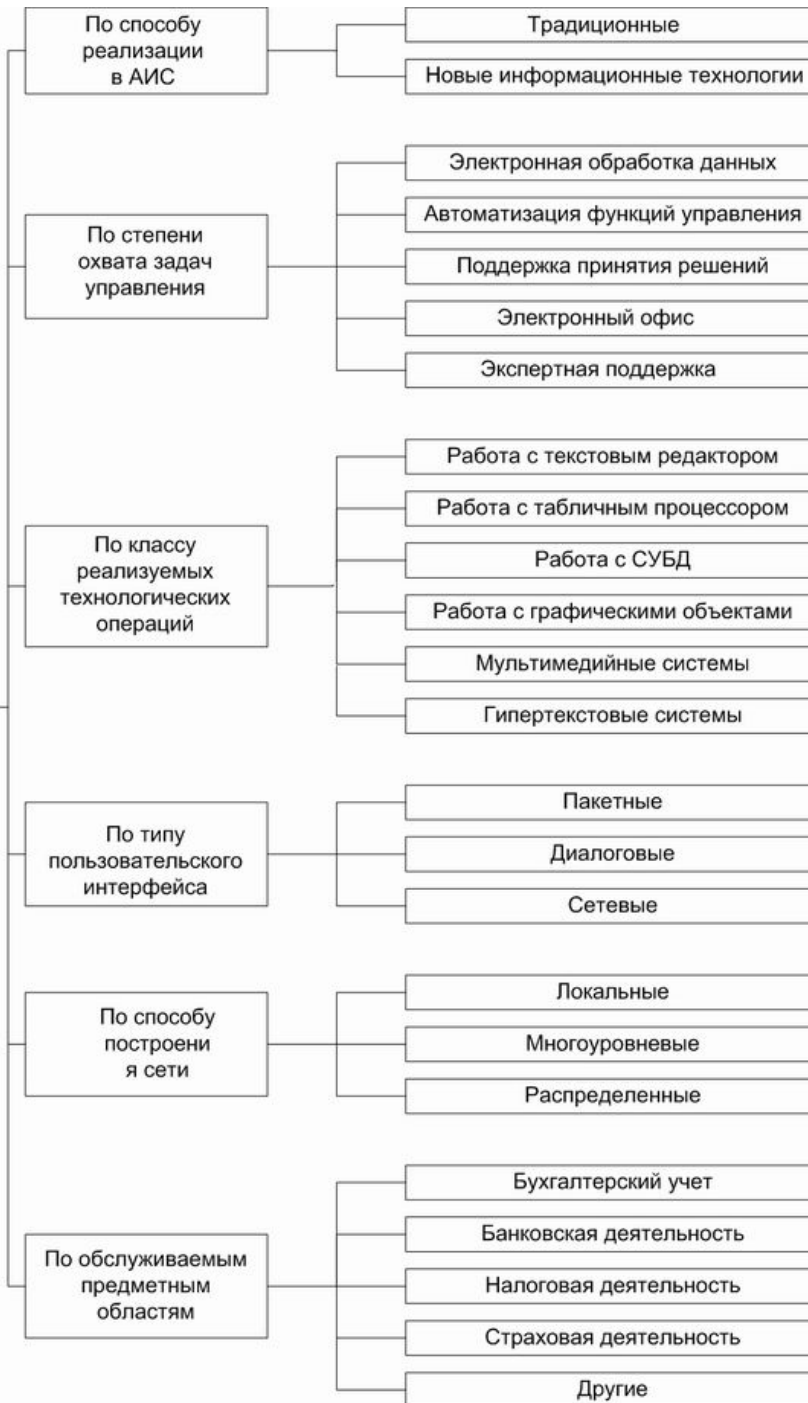 По способу
реализации
в АИС
Традиционные
Новые информационные технологии
По степени
охвата задач
управления
Электронная обработка данных
Автоматизация функций управления
Поддержка принятия решений
Электронный офис
Экспертная поддержка
По классу
реализуемых
технологических
операций
Работа с текстовым редактором
Работа с табличным процессором
Работа с СУБД
Работа с графическими объектами
Мультимедийные системы
Гипертекстовые системы
По типу
пользовательского
интерфейса
Пакетные
Диалоговые
Сетевые
По способу
построени
я сети
Локальные
Многоуровневые
Распределенные
По обслуживаемым
предметным
областям
Бухгалтерский учет
Банковская деятельность
Налоговая деятельность
Страховая деятельность
Другие